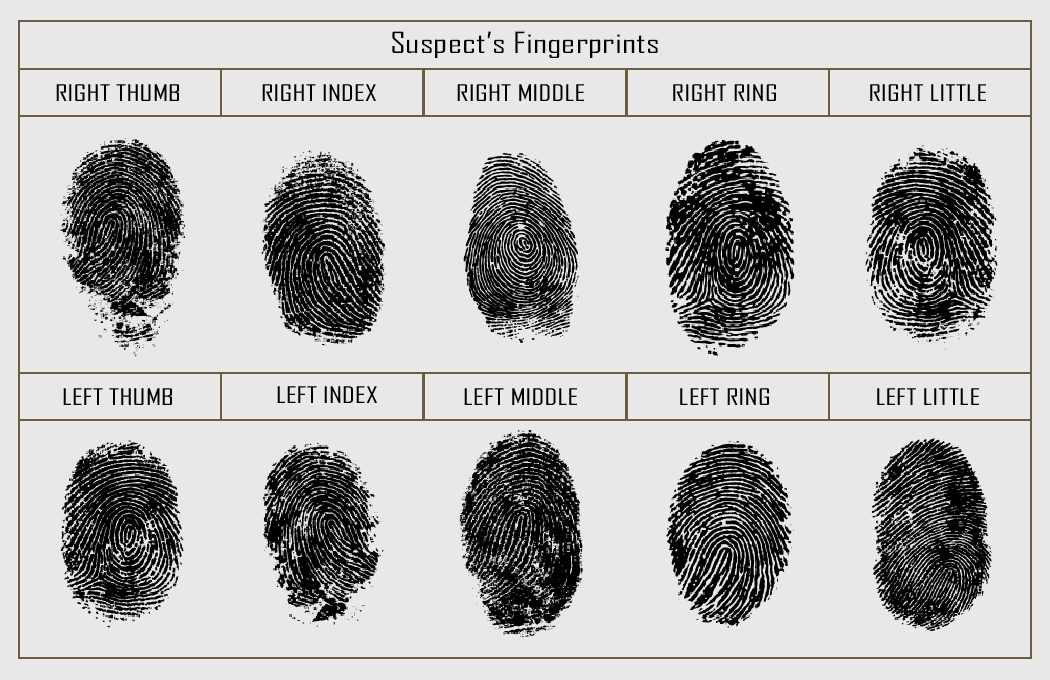 Suspect's Fingerprints
RIGHT THUMB
RIGHT INDEX
RIGHT MIDDLE
RIGHT RING
RIGHT LITTLE
LEFT THUMB
LEFT INDEX
LEFT MIDDLE
LEFT RING
LEFT LITTLE